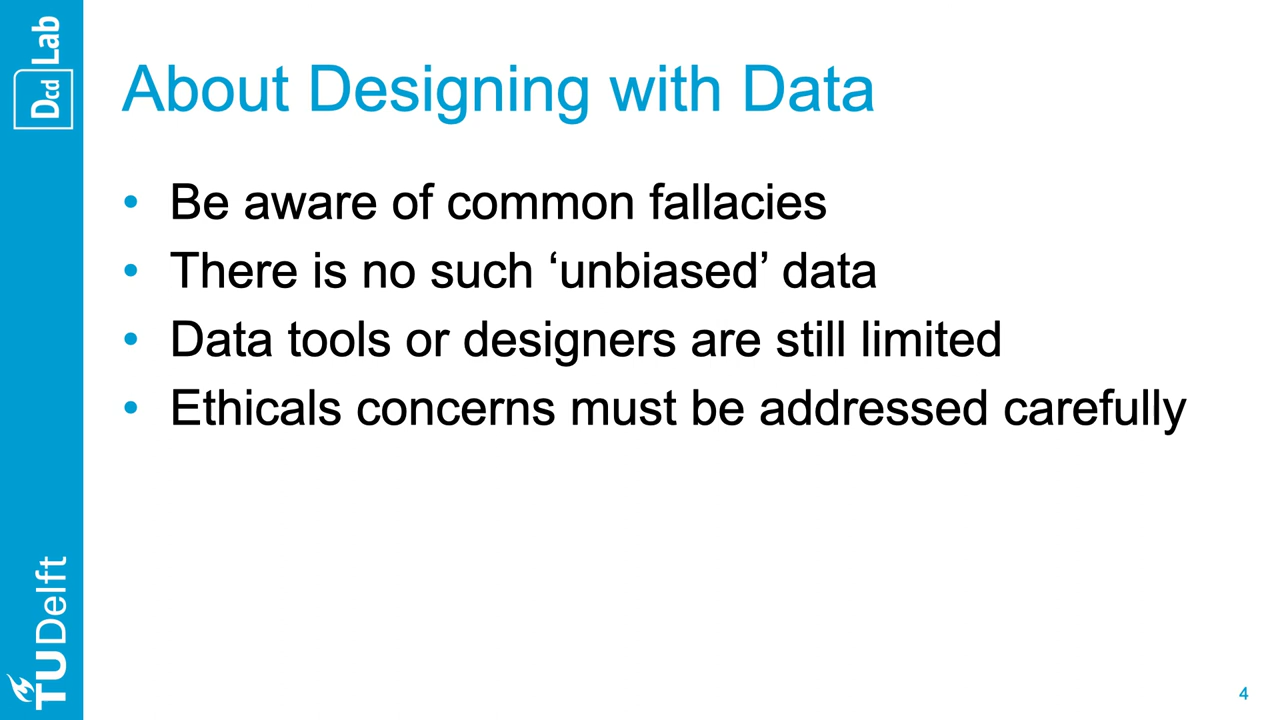 About Designing with Data
• Be aware of common fallacies
• There is no such ‘unbiased’ data
• Data tools or designers are still limited
• Ethicals concerns must be addressed carefully
Dcd Lab
TUDelft
4